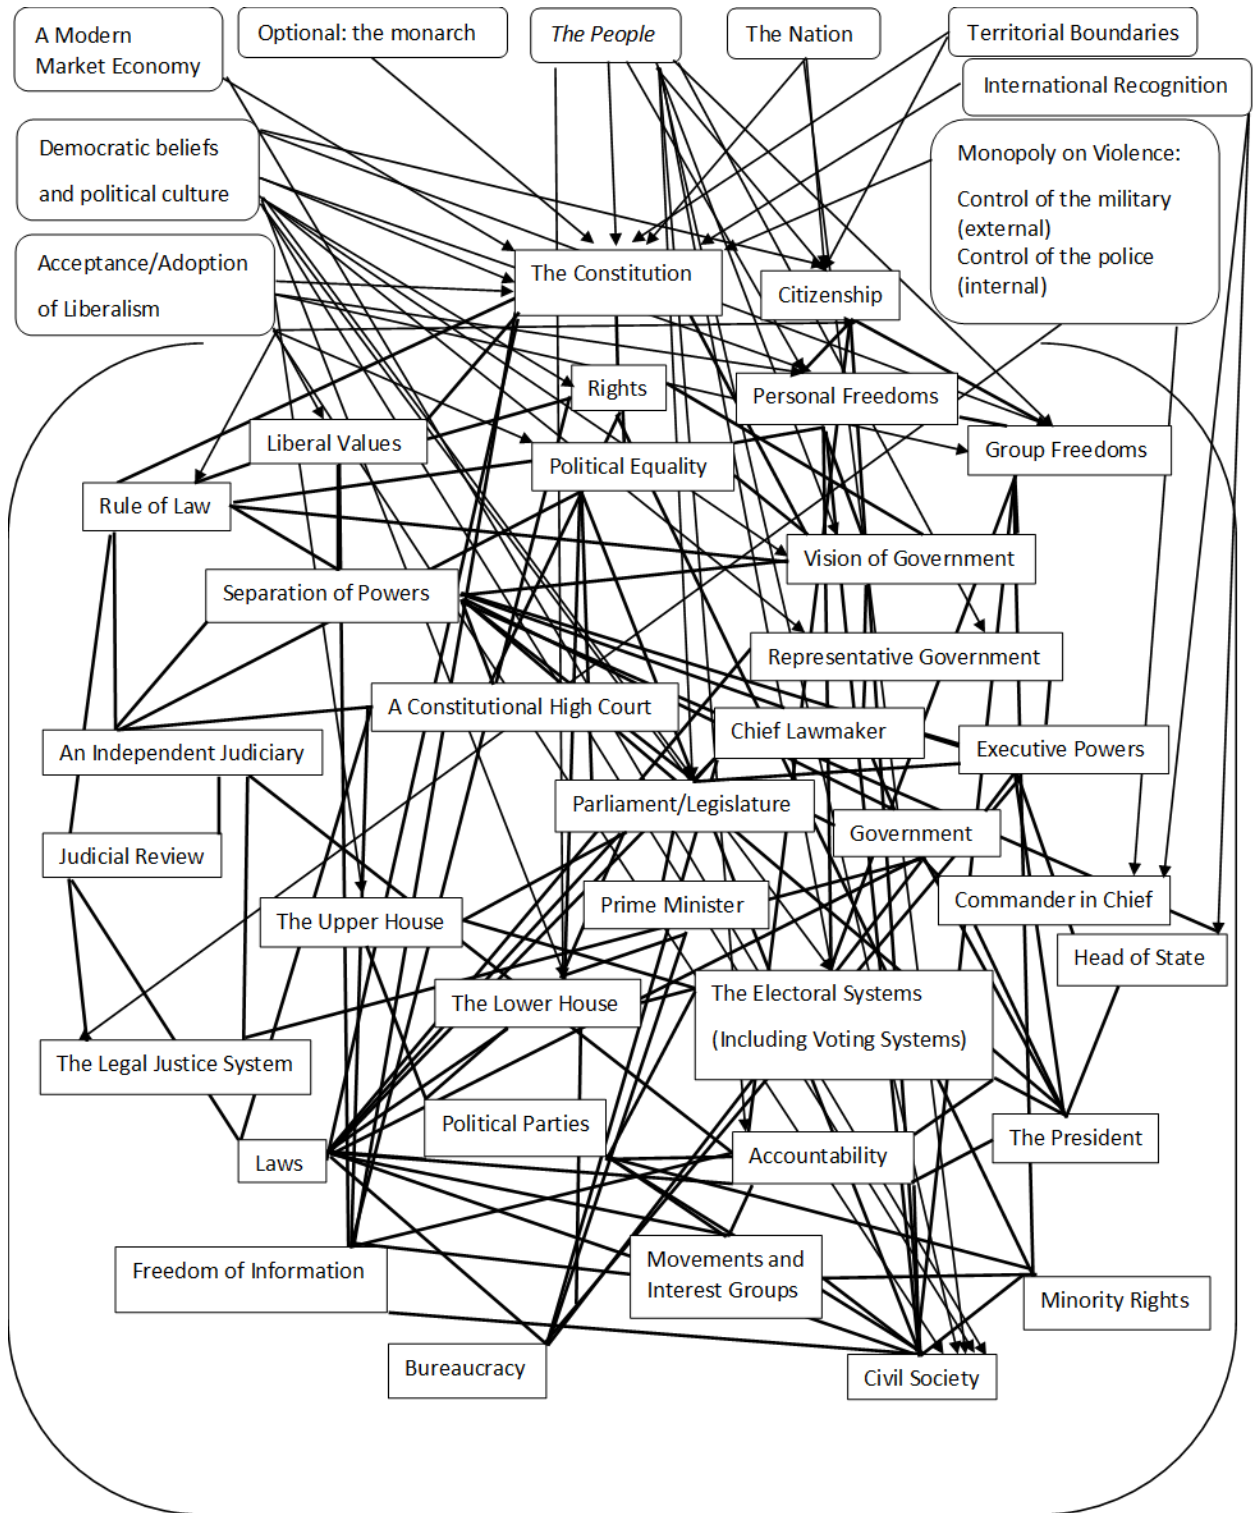 A Modern
Market Economy
Optional: the monarch
The People
The Nation
Territorial Boundaries
International Recognition
Democratic beliefs
and political culture
Monopoly on Violence:
Control of the military
(external)
Control of the police
(internal)
Acceptance/Adoption
of Liberalism
The Constitution
Citizenship
Rights
Personal Freedoms
Liberal Values
Political Equality
Group Freedoms
Rule of Law
Vision of Government
Separation of Powers
Representative Government
A Constitutional High Court
Chief Lawmaker
An Independent Judiciary
Executive Powers
Parliament/Legislature
Government
Judicial Review
The Upper House
Prime Minister
Commander in Chief
Head of State
The Lower House
The Electoral Systems
(Including Voting Systems)
The Legal Justice System
Political Parties
The President
Laws
Accountability
Freedom of Information
Movements and
Interest Groups
Minority Rights
Bureaucracy
Civil Society